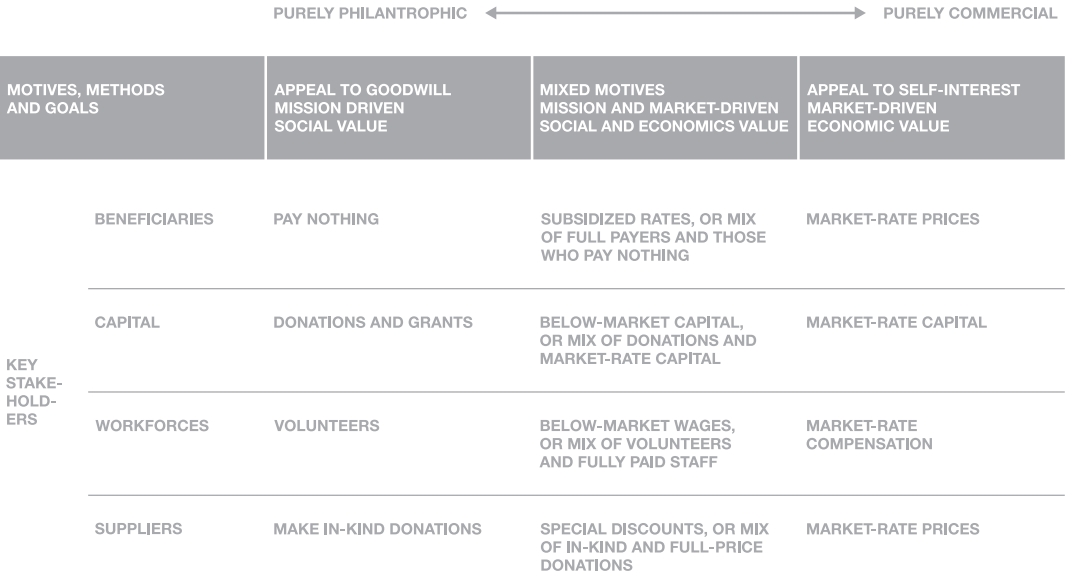 PURELY PHILANTROPHIC
PURELY COMMERCIAL
MOTIVES, METHODS
AND GOALS
APPEAL TO GOODWILL
MISSION DRIVEN
SOCIAL VALUE
MIXED MOTIVES
MISSION AND MARKET-DRIVEN
SOCIAL AND ECONOMICS VALUE
APPEAL TO SELF-INTEREST
MARKET-DRIVEN
ECONOMIC VALUE
KEY
STAKE-
HOLD-
ERS
BENEFICIARIES
PAY NOTHING
SUBSIDIZED RATES, OR MIX
OF FULL PAYERS AND THOSE
WHO PAY NOTHING
MARKET-RATE PRICES
CAPITAL
DONATIONS AND GRANTS
BELOW-MARKET CAPITAL,
OR MIX OF DONATIONS AND
MARKET-RATE CAPITAL
MARKET-RATE CAPITAL
WORKFORCES
VOLUNTEERS
BELOW-MARKET WAGES,
OR MIX OF VOLUNTEERS
AND FULLY PAID STAFF
MARKET-RATE
COMPENSATION
SUPPLIERS
MAKE IN-KIND DONATIONS
SPECIAL DISCOUNTS, OR MIX
OF IN-KIND AND FULL-PRICE
DONATIONS
MARKET-RATE PRICES